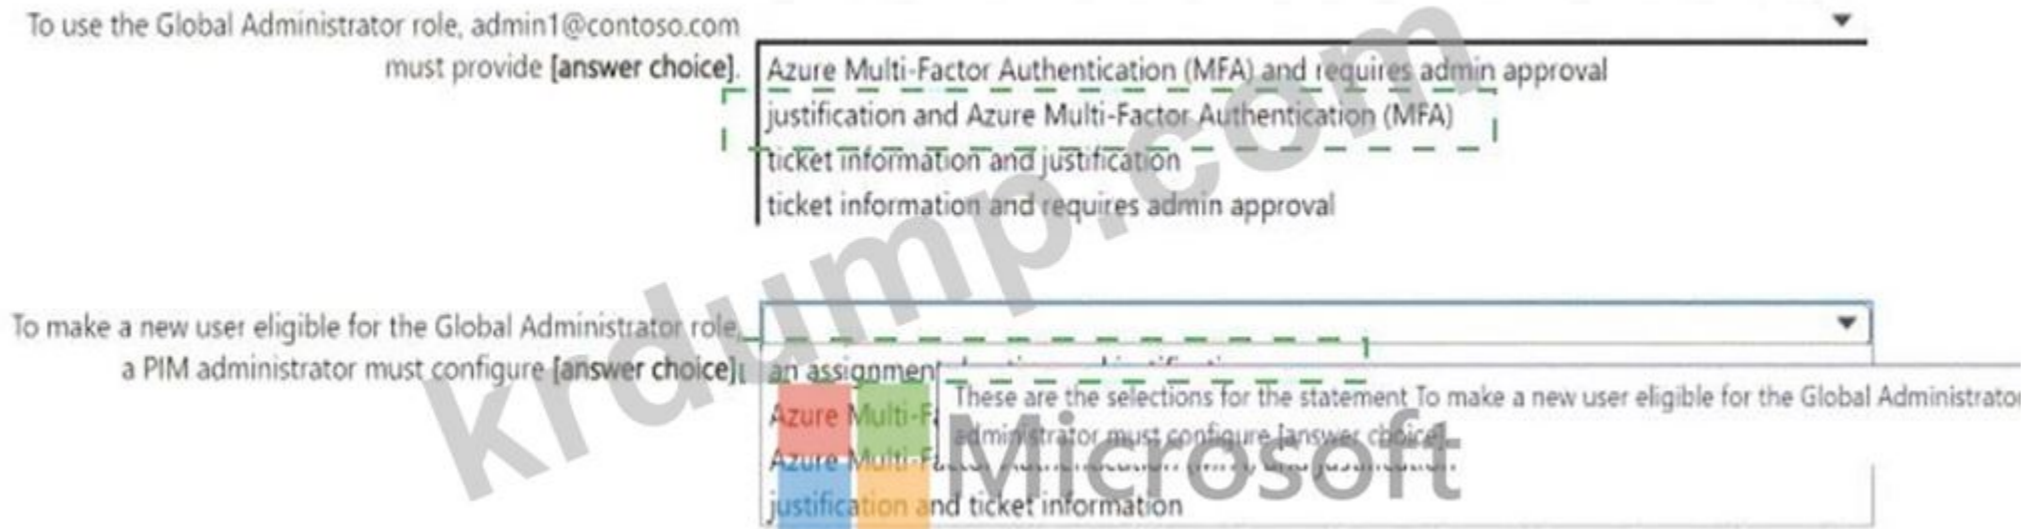 To use the Global Administrator role, admin1@contoso.com
must provide [answer choice].
Azure Multi-Factor Authentication (MFA) and requires admin approval
justification and Azure Multi-Factor Authentication (MFA)
ticket information and justification
ticket information and requires admin approval
To make a new user eligible for the Global Administrator role,
a PIM administrator must configure [answer choice].
an assignment
These are the selections for the statement To make a new user eligible for the Global Administrator
administrator must configure [answer choice]
Azure Multi-F
Azure Multi-Fa
justification and ticket information
krdump.com
Microsoft